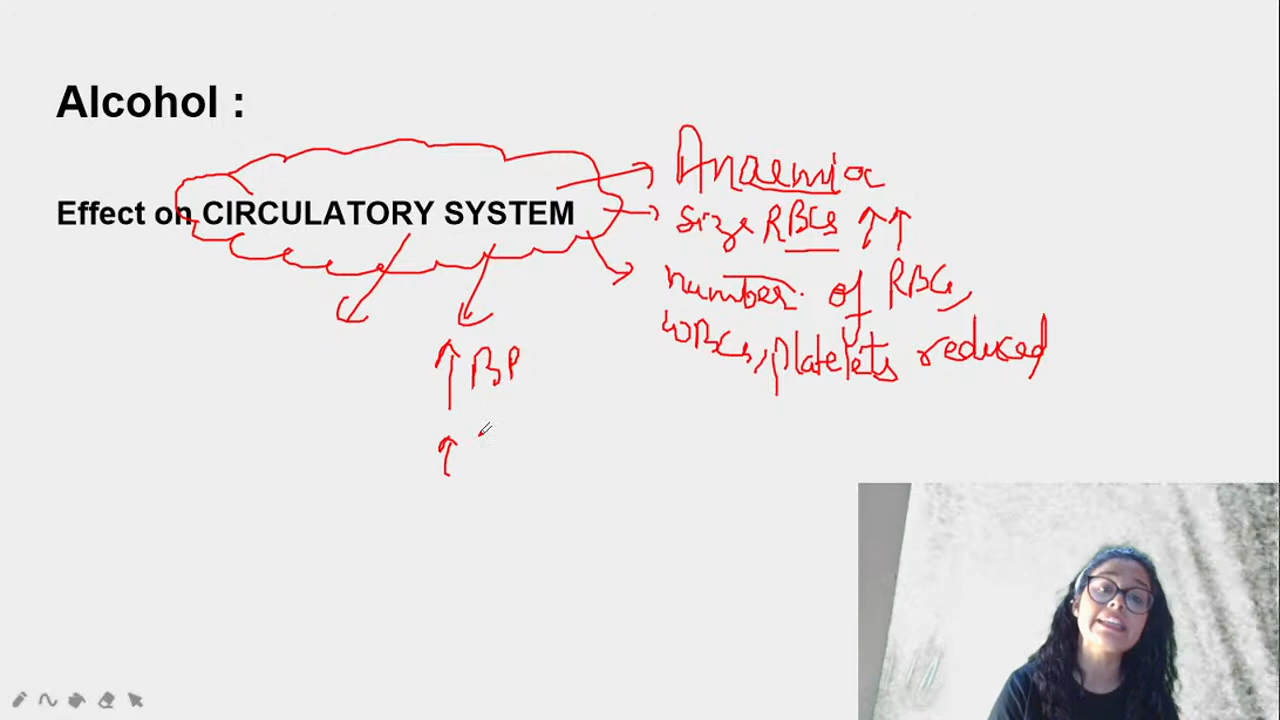 Alcohol :
Effect on CIRCULATORY SYSTEM
Anaemia
size RBCs ↑↑
number of RBCs,
WBCs, platelets reduced
↑ BP
↑